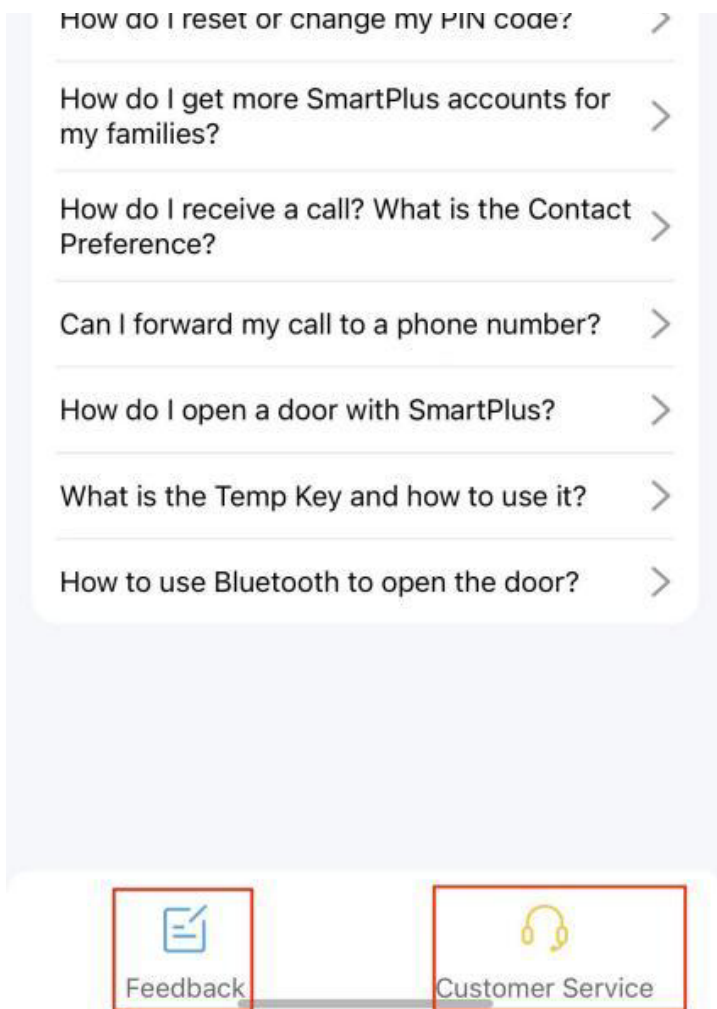 How do I reset or change my PIN code?
How do I get more SmartPlus accounts for
my families?
How do I receive a call? What is the Contact
Preference?
Can I forward my call to a phone number?
How do I open a door with SmartPlus?
What is the Temp Key and how to use it?
How to use Bluetooth to open the door?
Feedback
Customer Service